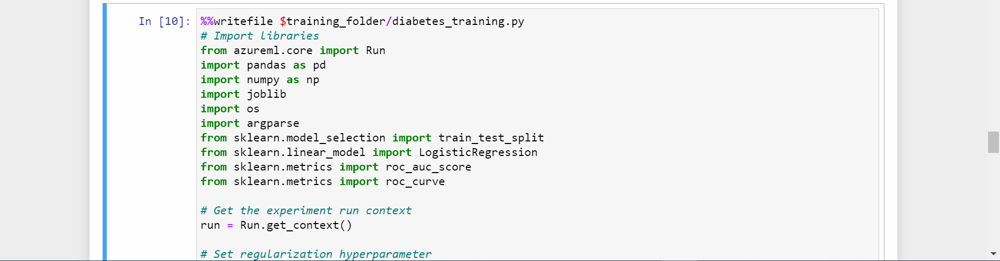 In [10]: %%writefile $training_folder/diabetes_training.py
# Import libraries
from azureml.core import Run
import pandas as pd
import numpy as np
import joblib
import os
import argparse
from sklearn.model_selection import train_test_split
from sklearn.linear_model import LogisticRegression
from sklearn.metrics import roc_auc_score
from sklearn.metrics import roc_curve
# Get the experiment run context
run = Run.get_context()
# Set regularization hyperparameter